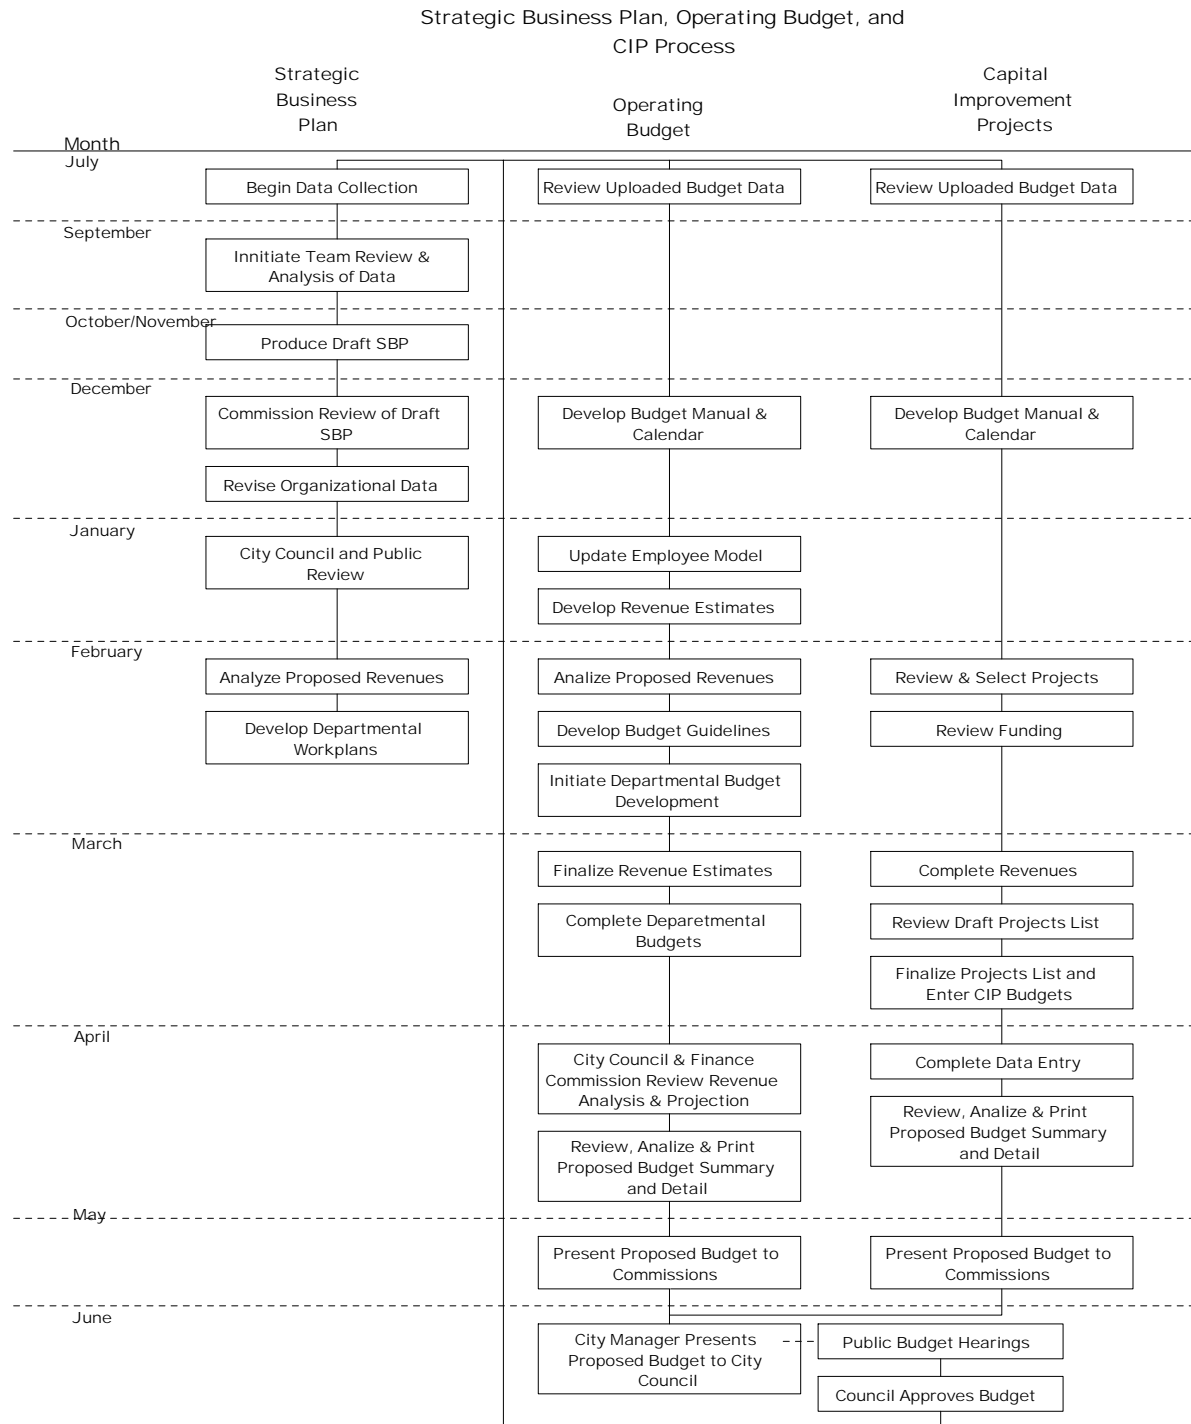 Strategic Business Plan, Operating Budget, and
CIP Process
Strategic
Business
Plan
Operating
Budget
Capital
Improvement
Projects
Month
July
Begin Data Collection
Review Uploaded Budget Data
Review Uploaded Budget Data
September
Innitiate Team Review &
Analysis of Data
October/November
Produce Draft SBP
December
Commission Review of Draft
SBP
Develop Budget Manual &
Calendar
Develop Budget Manual &
Calendar
Revise Organizational Data
January
City Council and Public
Review
Update Employee Model
Develop Revenue Estimates
February
Analyze Proposed Revenues
Analize Proposed Revenues
Review & Select Projects
Develop Departmental
Workplans
Develop Budget Guidelines
Review Funding
Initiate Departmental Budget
Development
March
Finalize Revenue Estimates
Complete Revenues
Complete Deparetmental
Budgets
Review Draft Projects List
Finalize Projects List and
Enter CIP Budgets
April
City Council & Finance
Commission Review Revenue
Analysis & Projection
Complete Data Entry
Review, Analize & Print
Proposed Budget Summary
and Detail
Review, Analize & Print
Proposed Budget Summary
and Detail
May
Present Proposed Budget to
Commissions
Present Proposed Budget to
Commissions
June
City Manager Presents
Proposed Budget to City
Council
Public Budget Hearings
Council Approves Budget